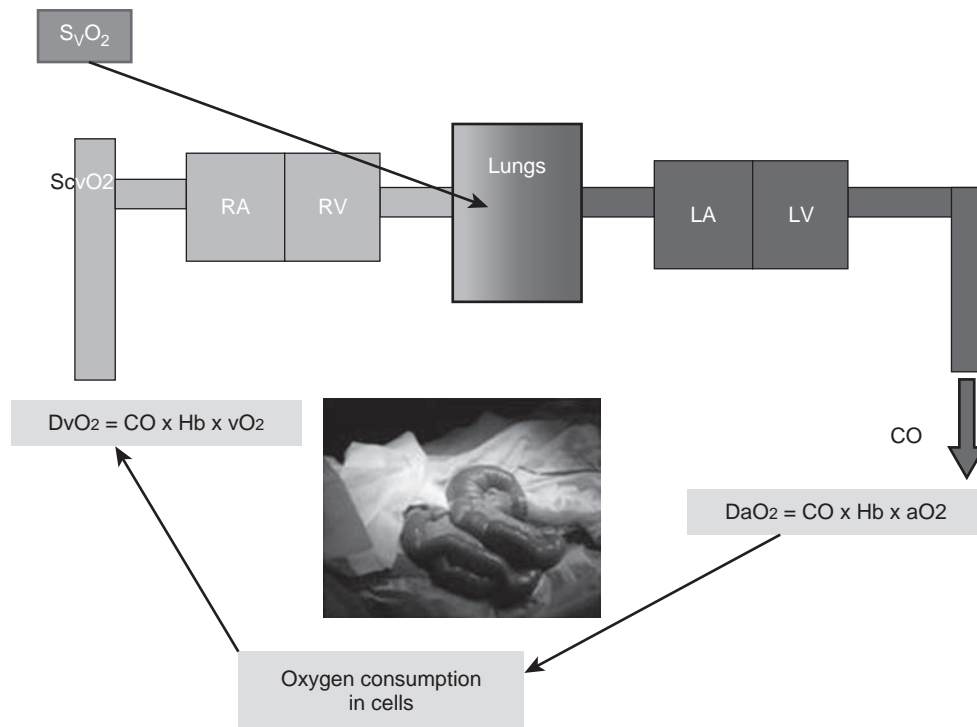 SVO2
ScvO2
RA
RV
Lungs
LA
LV
DvO2 = CO x Hb x vO2
CO
DaO2 = CO x Hb x aO2
Oxygen consumption
in cells